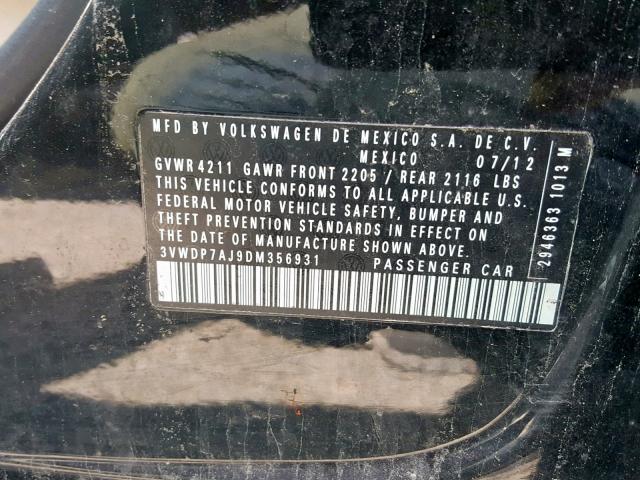 MFD BY VOLKSWAGEN DE MEXICO S.A. DE C.V.
MEXICO 07/12
GVWR 4211 GAWR FRONT 2205 / REAR 2116 LBS
THIS VEHICLE CONFORMS TO ALL APPLICABLE U.S.
FEDERAL MOTOR VEHICLE SAFETY, BUMPER AND
THEFT PREVENTION STANDARDS IN EFFECT ON
THE DATE OF MANUFACTURE SHOWN ABOVE.
3VWDP7AJ9DM356931 PASSENGER CAR
2946363 1013 M